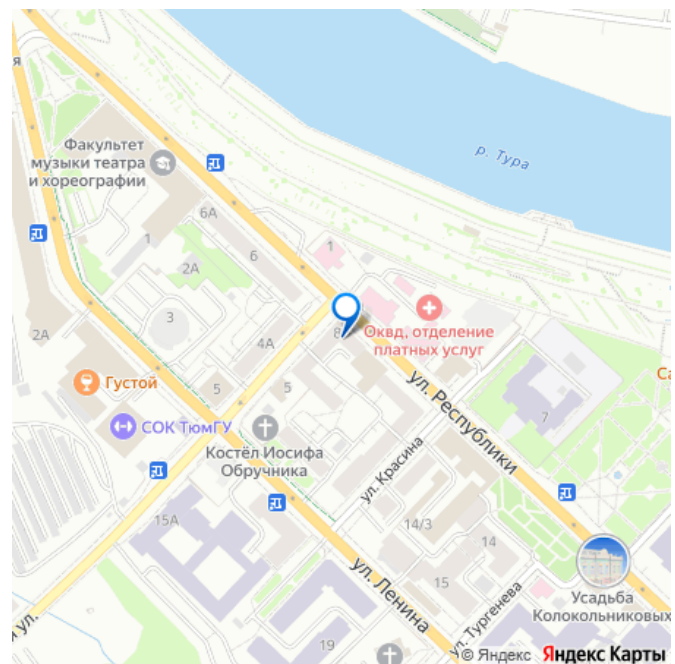 я
р. Тура
Факультет
музыки театра
и хореографии
6А
1
6
1
2А
3
2А
4А
8
Оквд, отделение
платных услуг
Са
5
5
Густой
СОК ТюмГУ
Костёл Иосифа
Обручника
ул. Республики
7
ул. Красина
15А
14/3
14
15
ул. Ленина
ул. Тургенева
19
Усадьба
Колокольниковых
ул.
© Яндекс Яндекс Карты